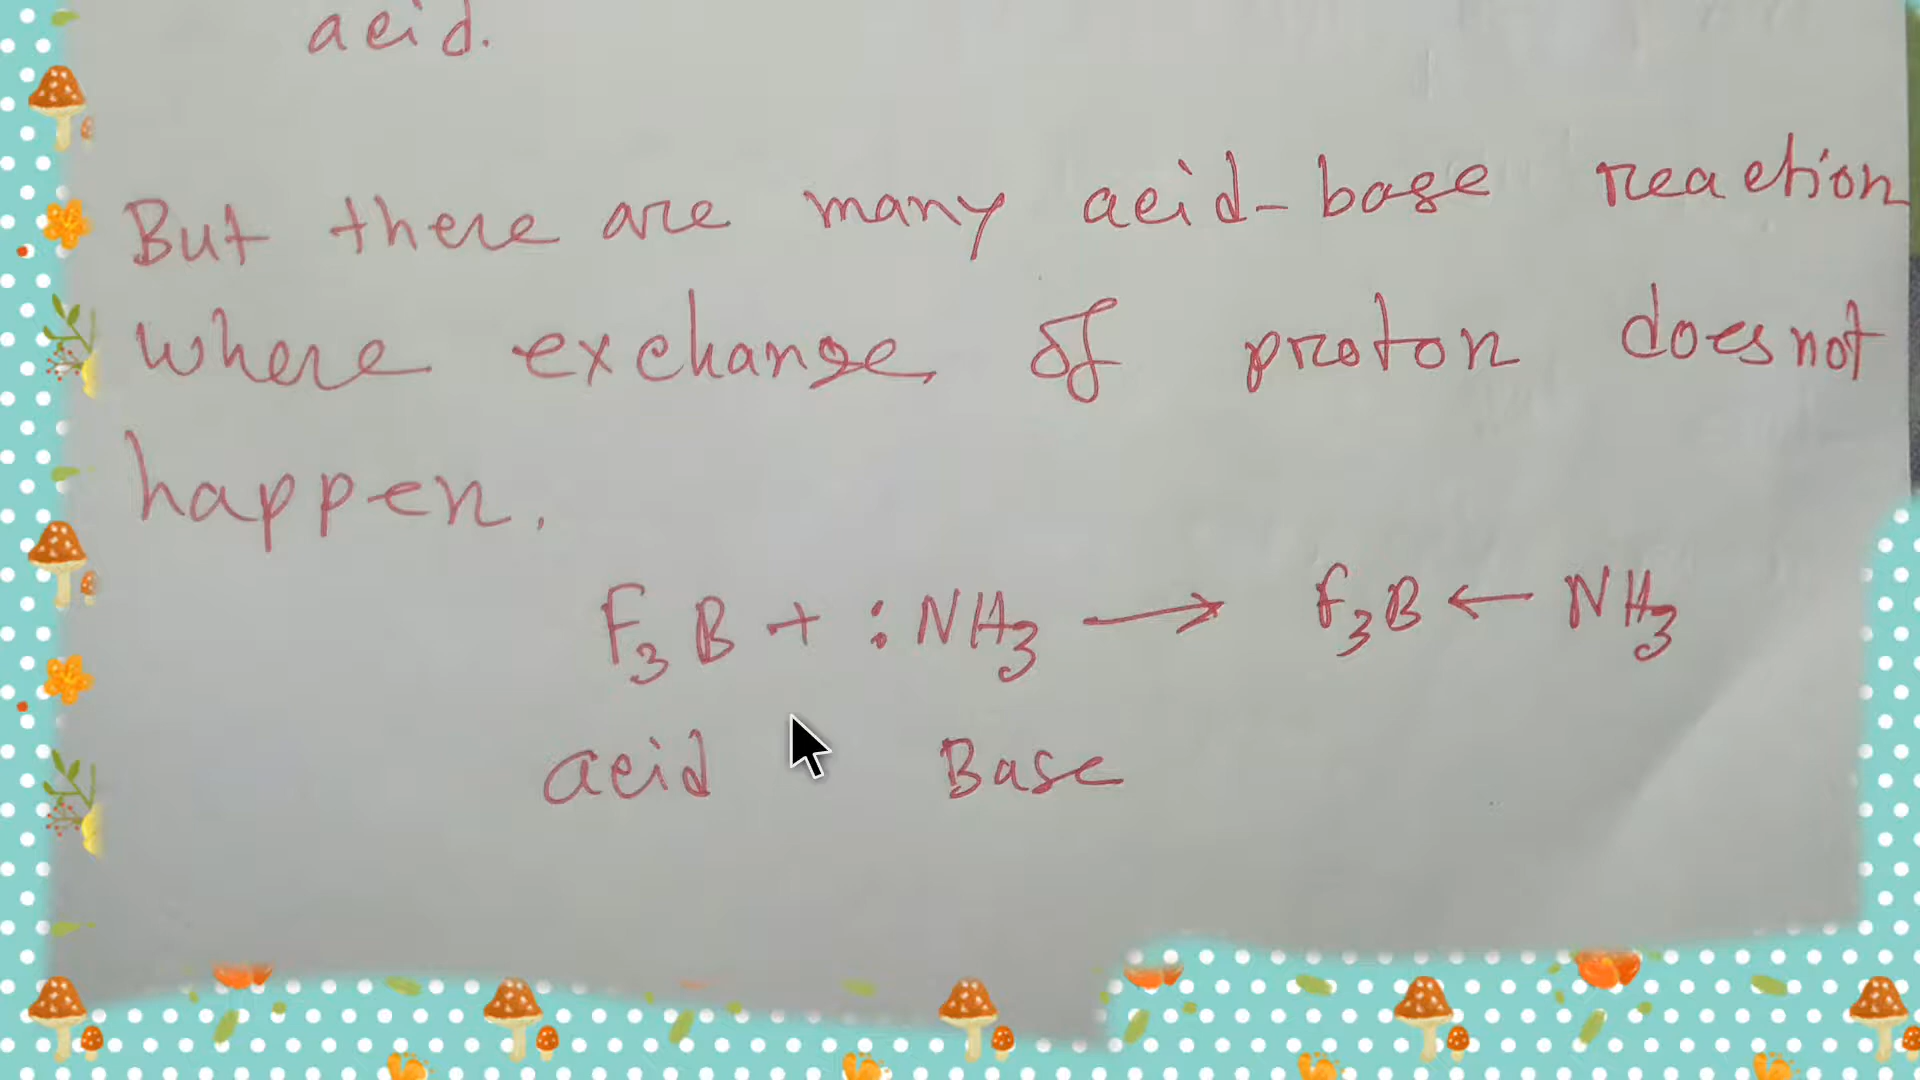 acid.
But there are many acid-base reaction
where exchange of proton does not
happen.
F₃B + :NH₃ ⟶ F₃B ← NH₃
acid Base